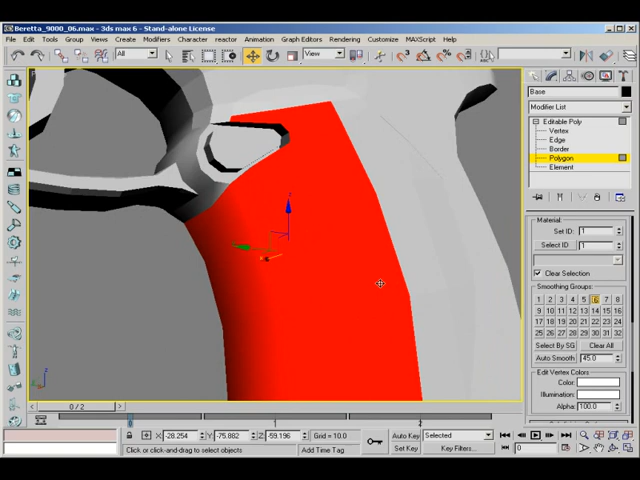 Beretta_9000_06.max - 3ds max 6 - Stand-alone License
File Edit Tools Group Views Create Modifiers Character reactor Animation Graph Editors Rendering Customize MAXScript Help
All
View
Base
Modifier List
Editable Poly
Vertex
Edge
Border
Polygon
Element
Material:
Set ID: 1
Select ID 1
Clear Selection
Smoothing Groups:
1 2 3 4 5 6 7 8
9 10 11 12 13 14 15 16
17 18 19 20 21 22 23 24
25 26 27 28 29 30 31 32
Select By SG Clear All
Auto Smooth 45.0
Edit Vertex Colors
Color:
Illumination:
Alpha: 100.0
z
0 / 2
0 1 2
X -28.254 Y -75.882 Z -59.196 Grid = 10.0
Click or click-and-drag to select objects Add Time Tag
Auto Key Selected
Set Key Key Filters... 0